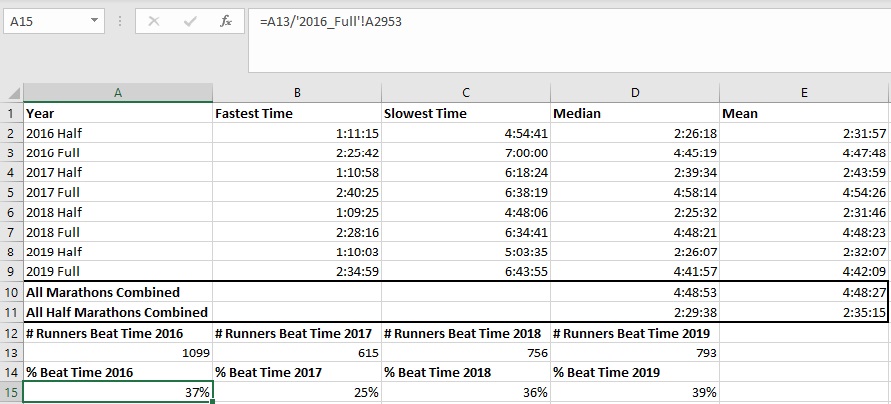 A15 fx =A13/'2016_Full'!A2953
A B C D E
1 Year Fastest Time Slowest Time Median Mean
2 2016 Half 1:11:15 4:54:41 2:26:18 2:31:57
3 2016 Full 2:25:42 7:00:00 4:45:19 4:47:48
4 2017 Half 1:10:58 6:18:24 2:39:34 2:43:59
5 2017 Full 2:40:25 6:38:19 4:58:14 4:54:26
6 2018 Half 1:09:25 4:48:06 2:25:32 2:31:46
7 2018 Full 2:28:16 6:34:41 4:48:21 4:48:23
8 2019 Half 1:10:03 5:03:35 2:26:07 2:32:07
9 2019 Full 2:34:59 6:43:55 4:41:57 4:42:09
10 All Marathons Combined 4:48:53 4:48:27
11 All Half Marathons Combined 2:29:38 2:35:15
12 # Runners Beat Time 2016 # Runners Beat Time 2017 # Runners Beat Time 2018 # Runners Beat Time 2019
13 1099 615 756 793
14 % Beat Time 2016 % Beat Time 2017 % Beat Time 2018 % Beat Time 2019
15 37% 25% 36% 39%